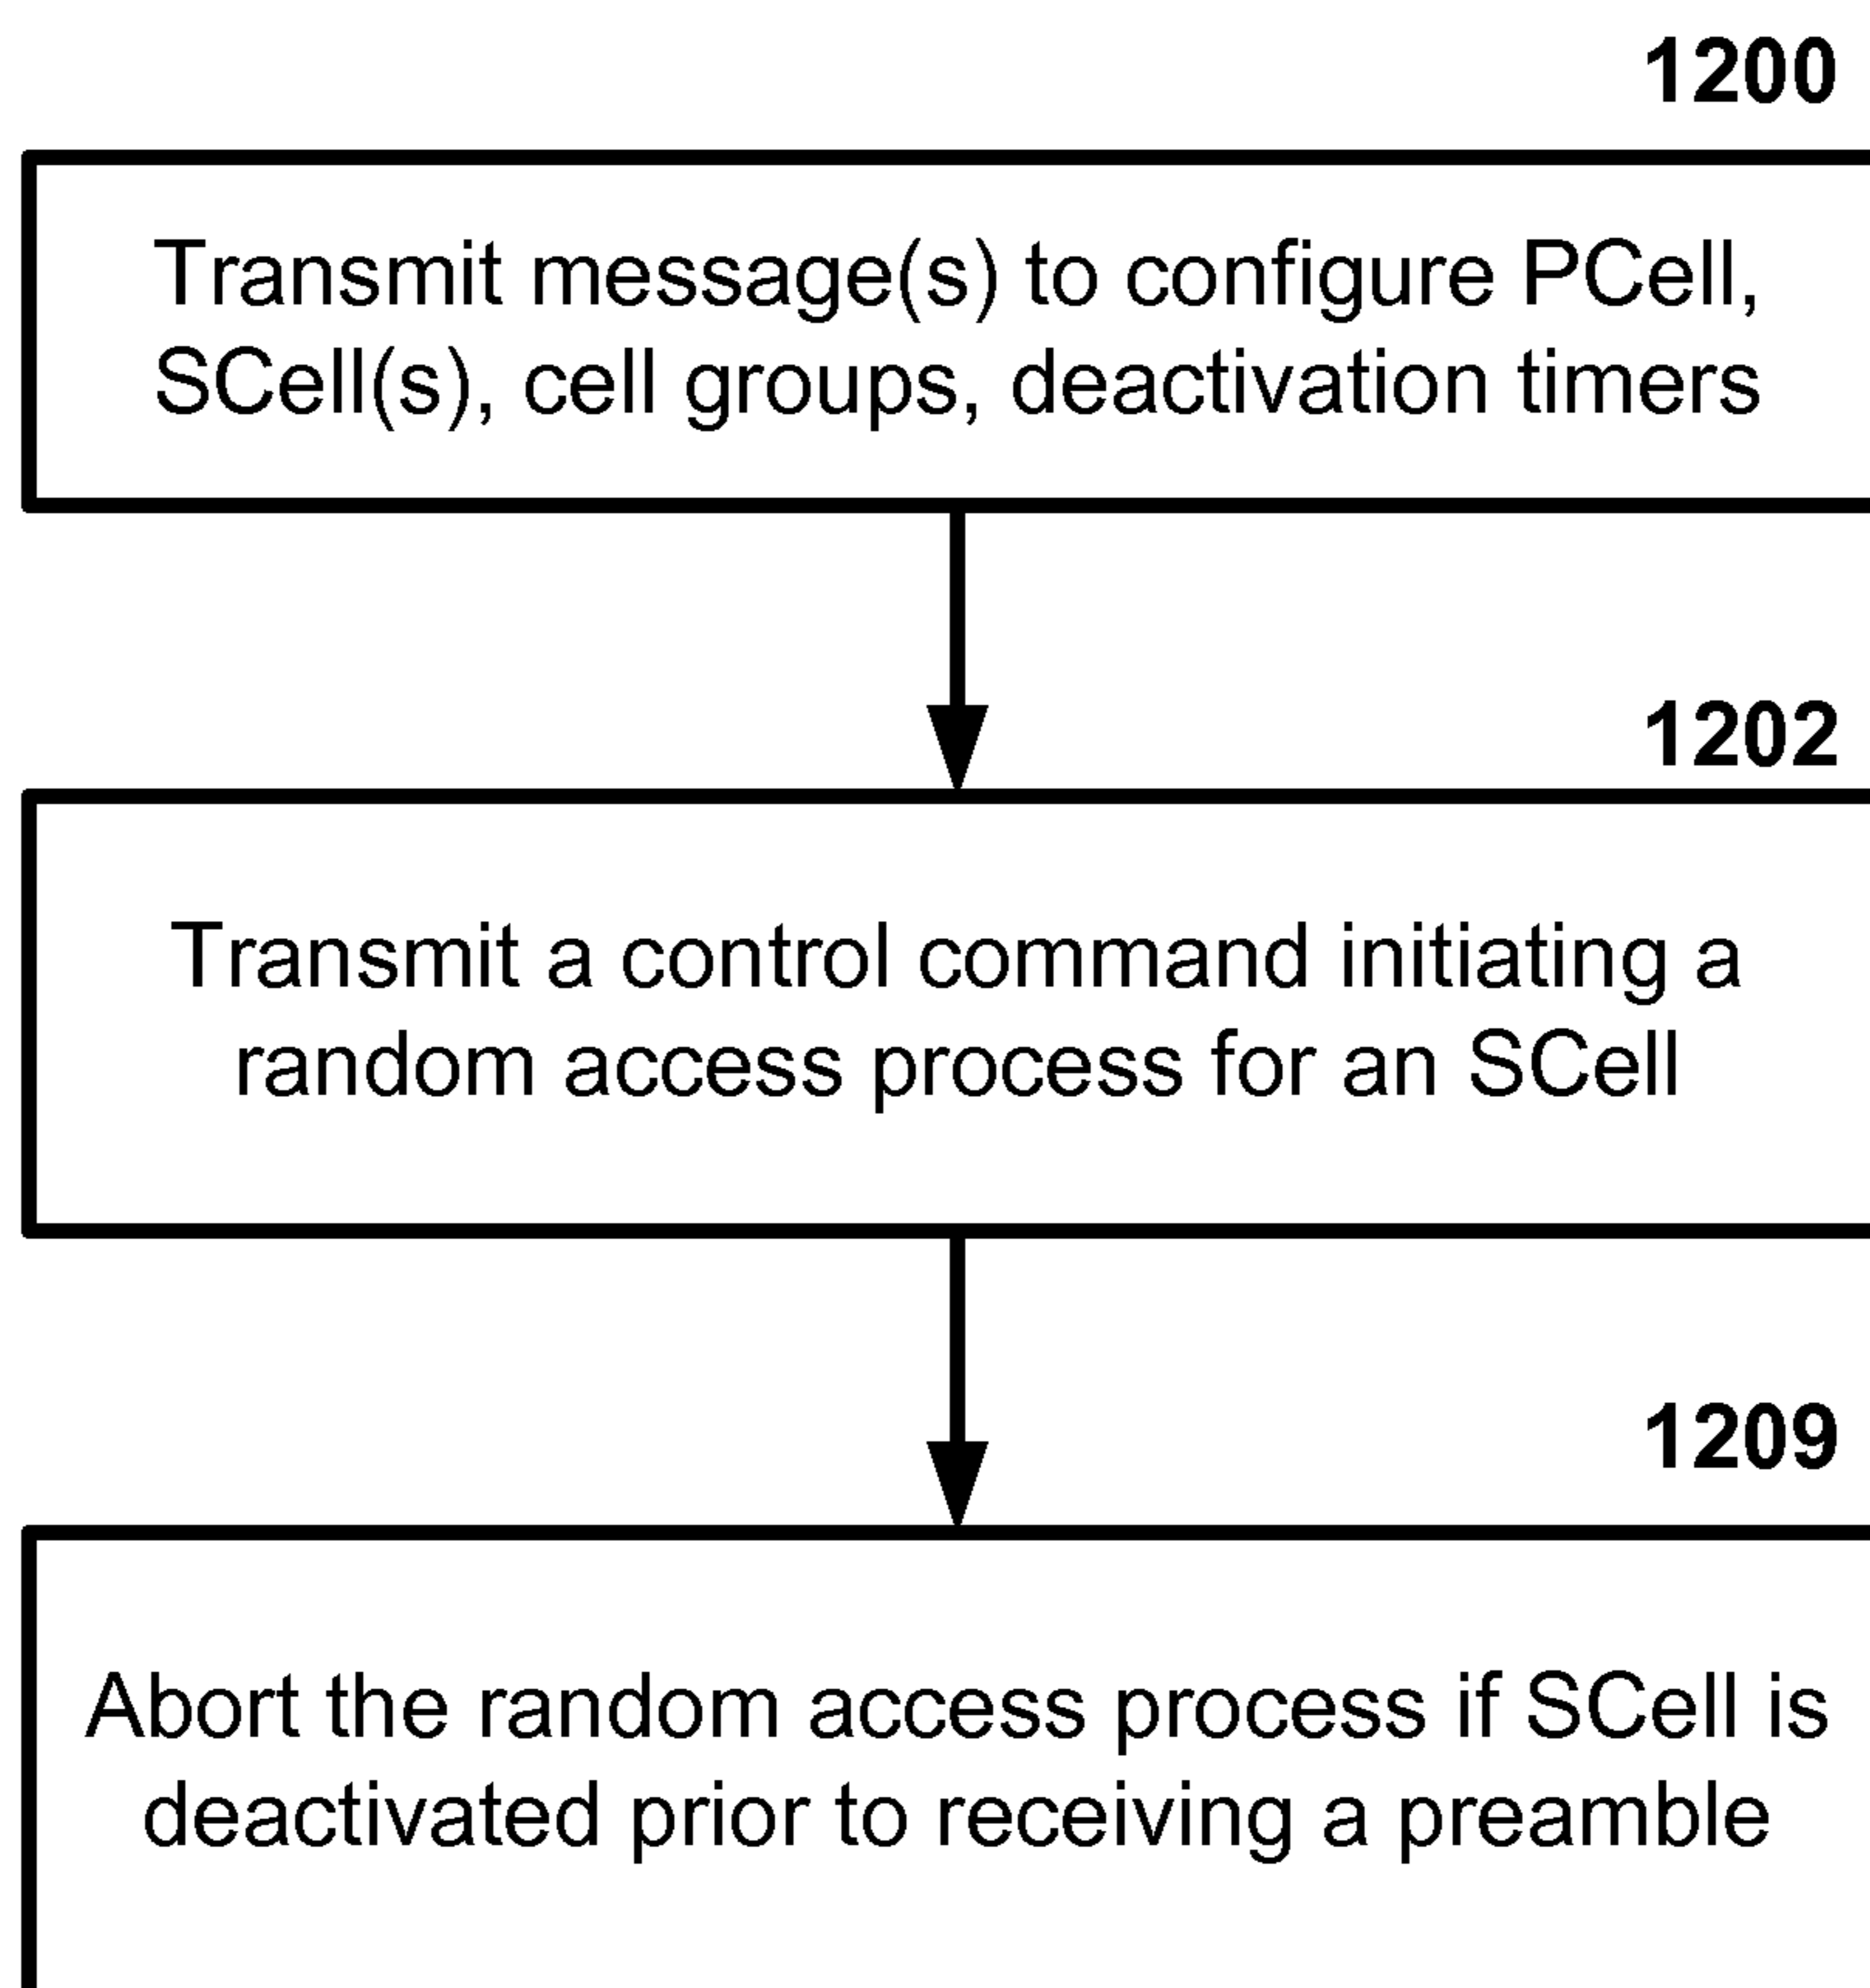 1200
Transmit message(s) to configure PCell,
SCell(s), cell groups, deactivation timers
1202
Transmit a control command initiating a
random access process for an SCell
1209
Abort the random access process if SCell is
deactivated prior to receiving a preamble